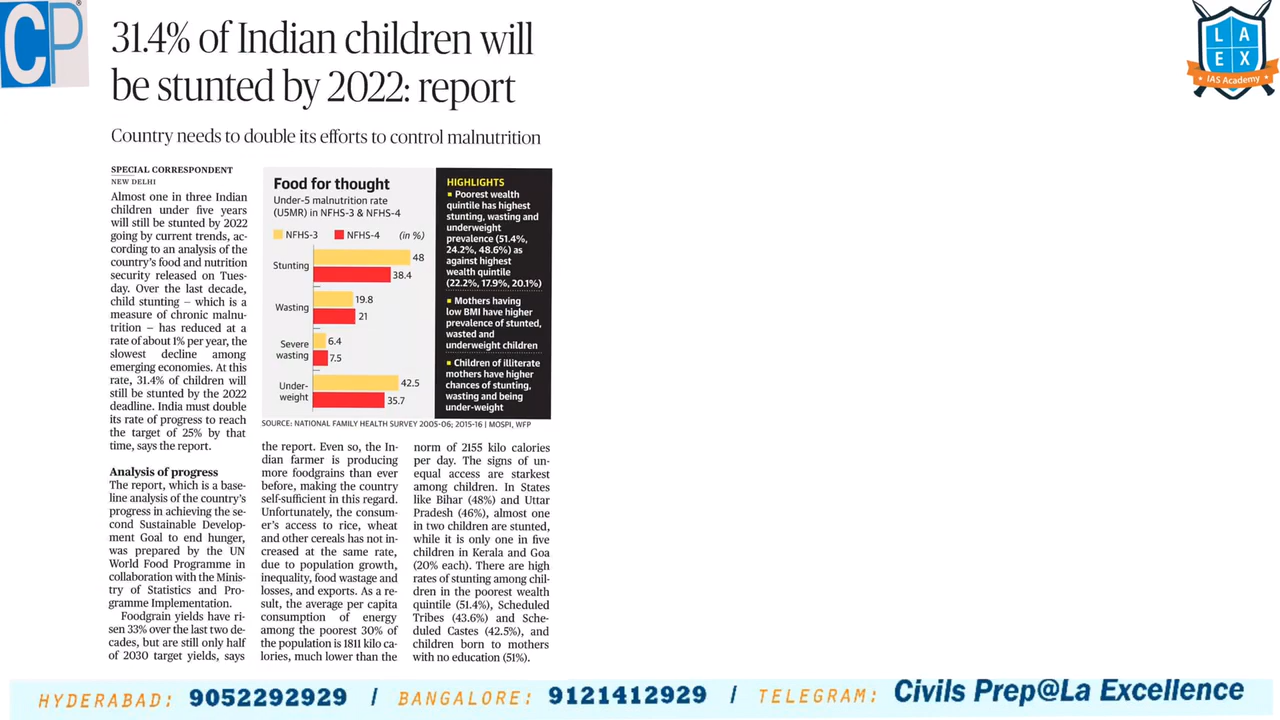 CP®
31.4% of Indian children will
be stunted by 2022: report
Country needs to double its efforts to control malnutrition
SPECIAL CORRESPONDENT
NEW DELHI
Almost one in three Indian
children under five years
will still be stunted by 2022
going by current trends, ac-
cording to an analysis of the
country's food and nutrition
security released on Tues-
day. Over the last decade,
child stunting – which is a
measure of chronic malnu-
trition – has reduced at a
rate of about 1% per year, the
slowest decline among
emerging economies. At this
rate, 31.4% of children will
still be stunted by the 2022
deadline. India must double
its rate of progress to reach
the target of 25% by that
time, says the report.
Analysis of progress
The report, which is a base-
line analysis of the country's
progress in achieving the se-
cond Sustainable Develop-
ment Goal to end hunger,
was prepared by the UN
World Food Programme in
collaboration with the Minis-
try of Statistics and Pro-
gramme Implementation.
Foodgrain yields have ri-
sen 33% over the last two de-
cades, but are still only half
of 2030 target yields, says
Food for thought
Under-5 malnutrition rate
(U5MR) in NFHS-3 & NFHS-4
NFHS-3 NFHS-4 (in %)
Stunting 48
38.4
Wasting 19.8
21
Severe
wasting 6.4
7.5
Under-
weight 42.5
35.7
HIGHLIGHTS
Poorest wealth
quintile has highest
stunting, wasting and
underweight
prevalence (51.4%,
24.2%, 48.6%) as
against highest
wealth quintile
(22.2%, 17.9%, 20.1%)
Mothers having
low BMI have higher
prevalence of stunted,
wasted and
underweight children
Children of illiterate
mothers have higher
chances of stunting,
wasting and being
under-weight
SOURCE: NATIONAL FAMILY HEALTH SURVEY 2005-06; 2015-16 | MOSPI, WFP
the report. Even so, the In-
dian farmer is producing
more foodgrains than ever
before, making the country
self-sufficient in this regard.
Unfortunately, the consum-
er's access to rice, wheat
and other cereals has not in-
creased at the same rate,
due to population growth,
inequality, food wastage and
losses, and exports. As a re-
sult, the average per capita
consumption of energy
among the poorest 30% of
the population is 1811 kilo ca-
lories, much lower than the
norm of 2155 kilo calories
per day. The signs of un-
equal access are starkest
among children. In States
like Bihar (48%) and Uttar
Pradesh (46%), almost one
in two children are stunted,
while it is only one in five
children in Kerala and Goa
(20% each). There are high
rates of stunting among chil-
dren in the poorest wealth
quintile (51.4%), Scheduled
Tribes (43.6%) and Sche-
duled Castes (42.5%), and
children born to mothers
with no education (51%).
L A
E X
IAS Academy
HYDERABAD: 9052292929 / BANGALORE: 9121412929 / TELEGRAM: Civils Prep@La Excellence